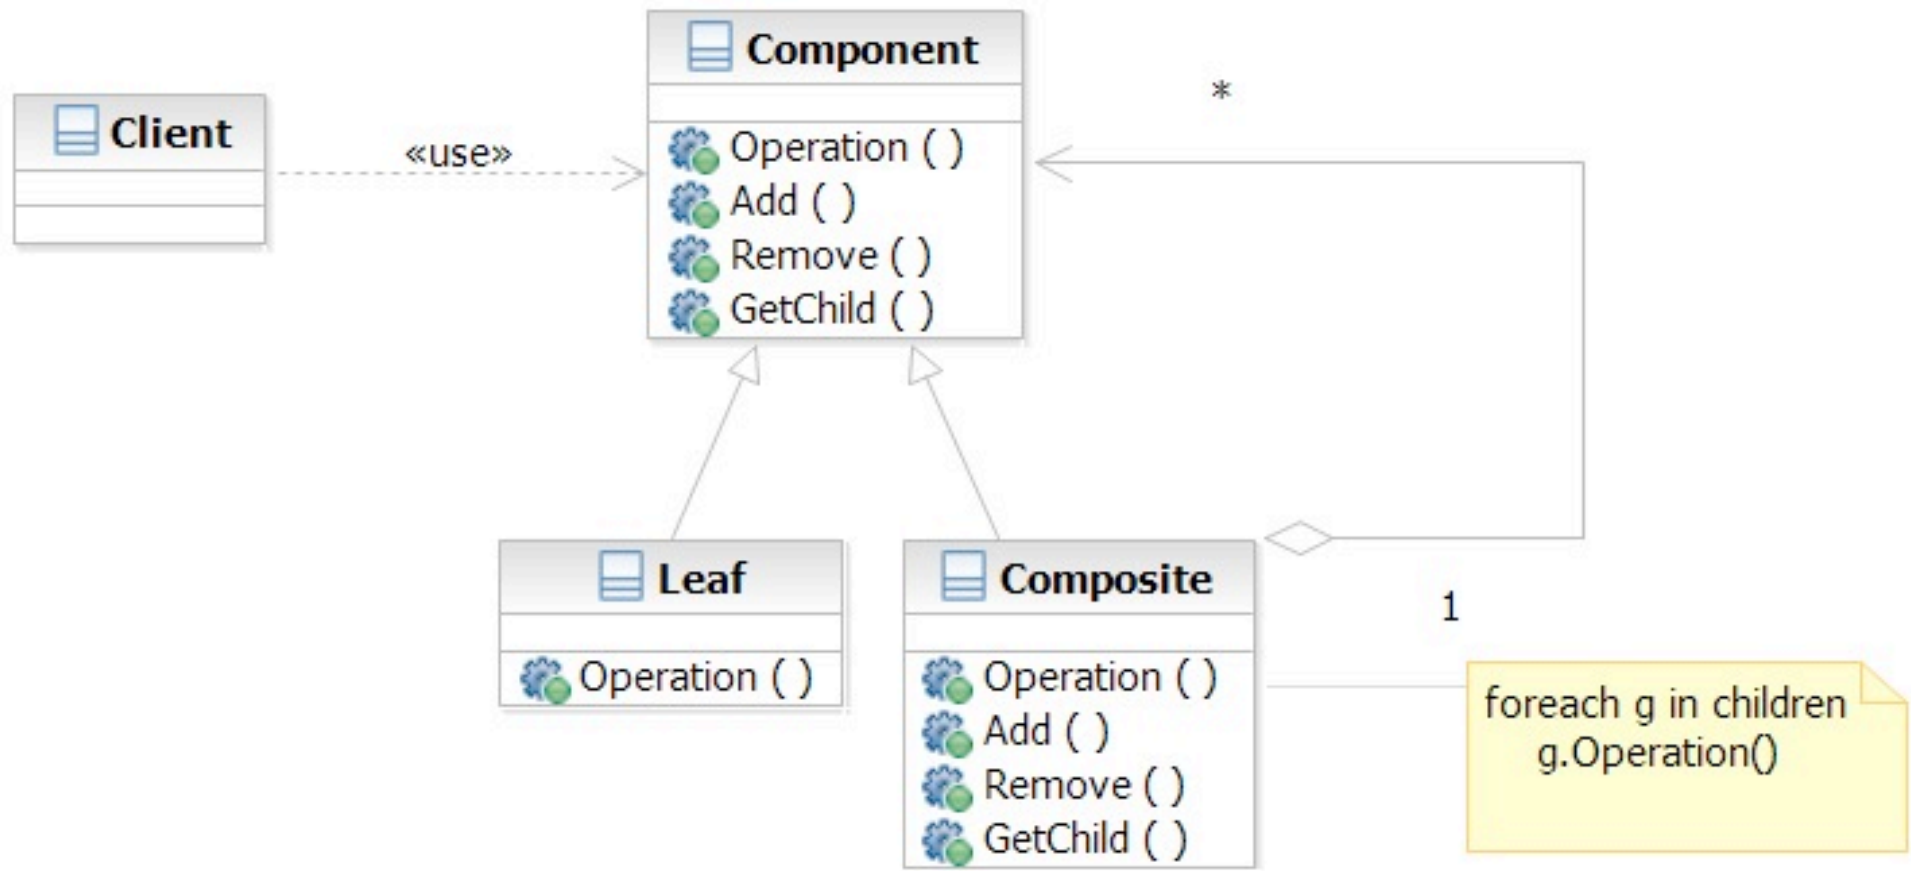 Component
*
Client
«use»
Operation ( )
Add ( )
Remove ( )
GetChild ( )
Leaf
Operation ( )
Composite
Operation ( )
Add ( )
Remove ( )
GetChild ( )
1
foreach g in children
g.Operation()